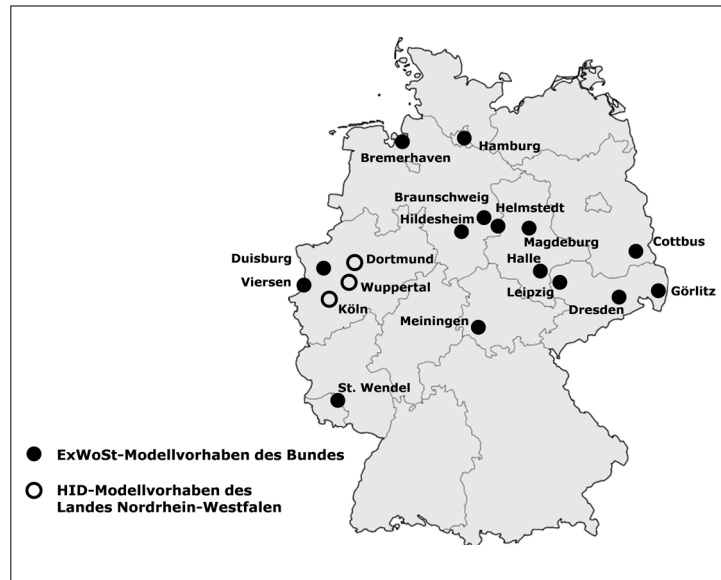 Hamburg
Bremerhaven
Braunschweig
Helmstedt
Hildesheim
Magdeburg
Cottbus
Duisburg
Dortmund
Halle
Viersen
Wuppertal
Leipzig
Görlitz
Köln
Dresden
Meiningen
St. Wendel
ExWoSt-Modellvorhaben des Bundes
HID-Modellvorhaben des
Landes Nordrhein-Westfalen